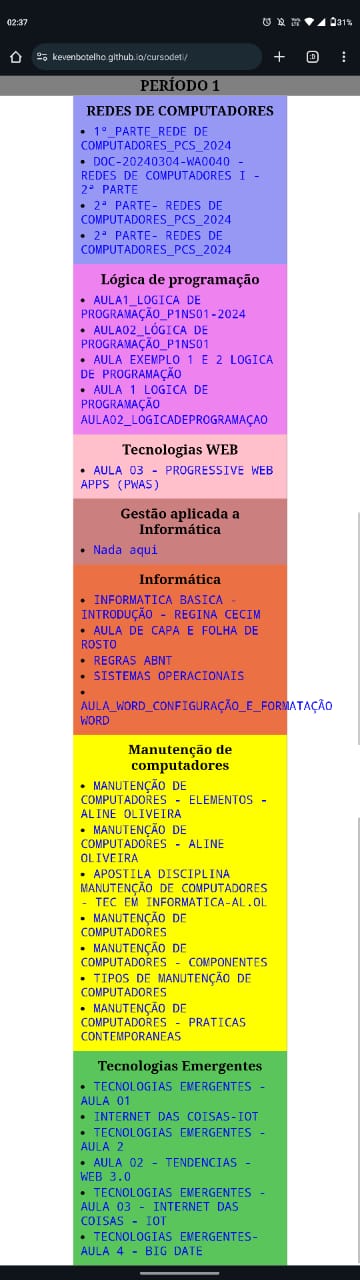 02:37
31%
kevenbotelho.github.io/cursodeti/
PERÍODO 1
REDES DE COMPUTADORES
1º_PARTE_REDE DE
COMPUTADORES_PCS_2024
DOC-20240304-WA0040 -
REDES DE COMPUTADORES I -
2ª PARTE
2ª PARTE- REDES DE
COMPUTADORES_PCS_2024
2ª PARTE- REDES DE
COMPUTADORES_PCS_2024
Lógica de programação
AULA1_LOGICA DE
PROGRAMAÇÃO_P1NS01-2024
AULA02_LÓGICA DE
PROGRAMAÇÃO_P1NS01
AULA EXEMPLO 1 E 2 LOGICA
DE PROGRAMAÇÃO
AULA 1 LOGICA DE
PROGRAMAÇÃO
AULA02_LOGICADEPROGRAMAÇAO
Tecnologias WEB
AULA 03 - PROGRESSIVE WEB
APPS (PWAS)
Gestão aplicada a
Informática
Nada aqui
Informática
INFORMATICA BASICA -
INTRODUÇÃO - REGINA CECIM
AULA DE CAPA E FOLHA DE
ROSTO
REGRAS ABNT
SISTEMAS OPERACIONAIS
AULA_WORD_CONFIGURAÇÃO_E_FORMATAÇÃO
WORD
Manutenção de
computadores
MANUTENÇÃO DE
COMPUTADORES - ELEMENTOS -
ALINE OLIVEIRA
MANUTENÇÃO DE
COMPUTADORES - ALINE
OLIVEIRA
APOSTILA DISCIPLINA
MANUTENÇÃO DE COMPUTADORES
- TEC EM INFORMATICA-AL.OL
MANUTENÇÃO DE
COMPUTADORES
MANUTENÇÃO DE
COMPUTADORES - COMPONENTES
TIPOS DE MANUTENÇÃO DE
COMPUTADORES
MANUTENÇÃO DE
COMPUTADORES - PRATICAS
CONTEMPORANEAS
Tecnologias Emergentes
TECNOLOGIAS EMERGENTES -
AULA 01
INTERNET DAS COISAS-IOT
TECNOLOGIAS EMERGENTES -
AULA 2
AULA 02 - TENDENCIAS -
WEB 3.0
TECNOLOGIAS EMERGENTES -
AULA 03 - INTERNET DAS
COISAS - IOT
TECNOLOGIAS EMERGENTES-
AULA 4 - BIG DATE